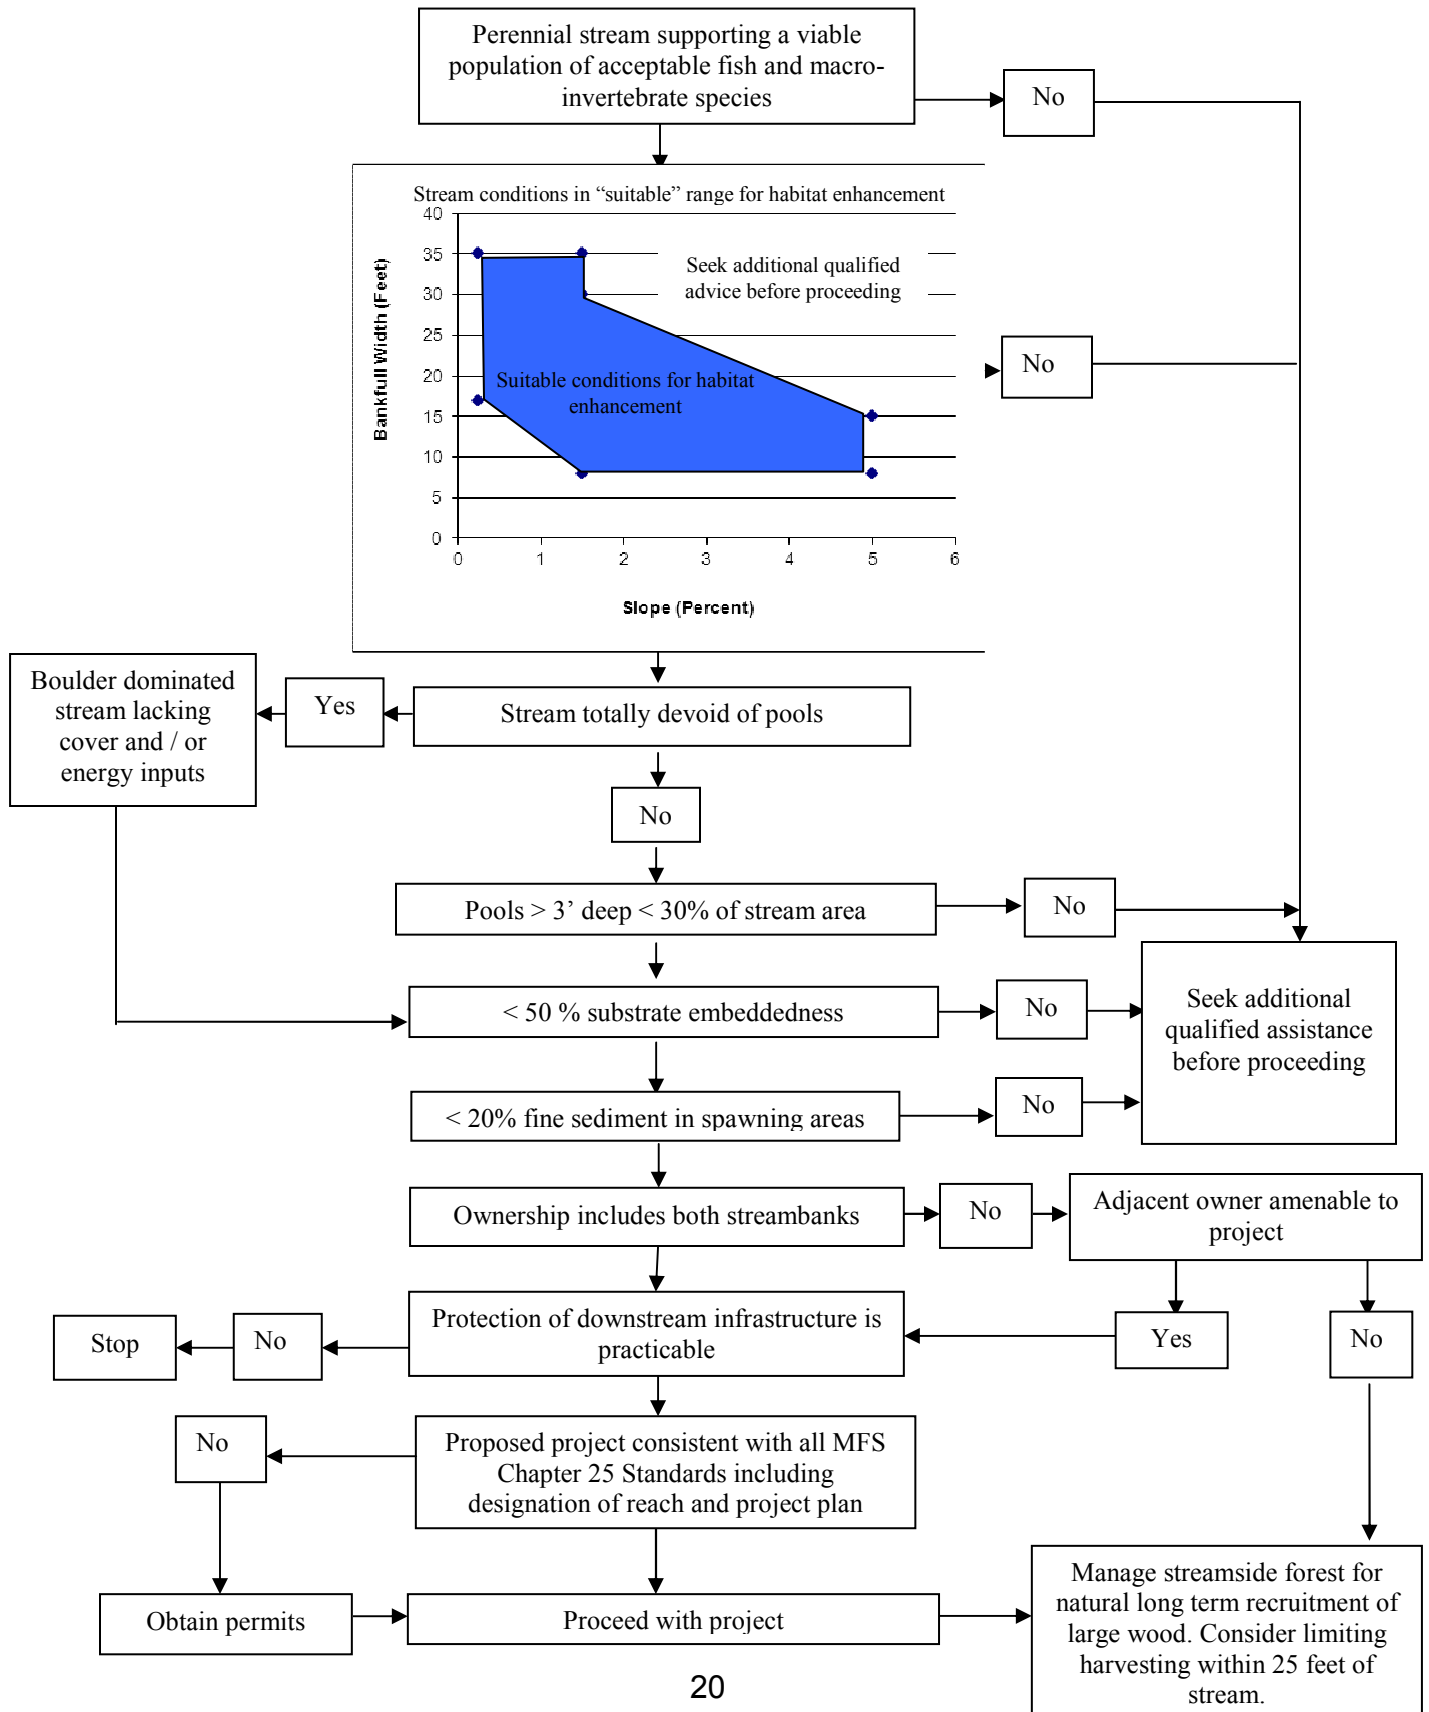 Perennial stream supporting a viable
population of acceptable fish and macro-
invertebrate species
No
Stream conditions in “suitable” range for habitat enhancement
40
35
30
25
20
15
10
5
0
Bankfull Width (Feet)
Seek additional qualified
advice before proceeding
Suitable conditions for habitat
enhancement
0 1 2 3 4 5 6
Slope (Percent)
No
Boulder dominated
stream lacking
cover and / or
energy inputs
Yes
Stream totally devoid of pools
No
Pools > 3’ deep < 30% of stream area
No
< 50 % substrate embeddedness
No
Seek additional
qualified assistance
before proceeding
< 20% fine sediment in spawning areas
No
Ownership includes both streambanks
No
Adjacent owner amenable to
project
Stop
No
Protection of downstream infrastructure is
practicable
Yes
No
No
Proposed project consistent with all MFS
Chapter 25 Standards including
designation of reach and project plan
Obtain permits
Proceed with project
Manage streamside forest for
natural long term recruitment of
large wood. Consider limiting
harvesting within 25 feet of
stream.
20